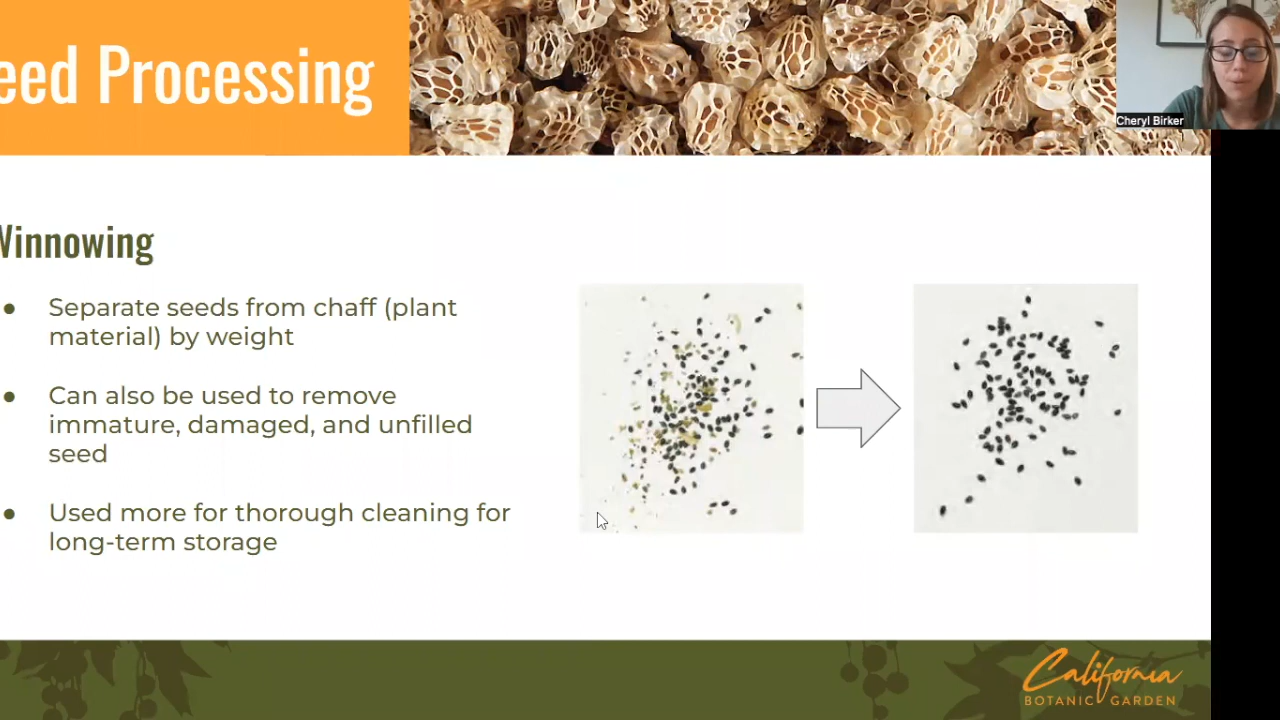 eed Processing
Cheryl Birker
Winnowing
● Separate seeds from chaff (plant
material) by weight
● Can also be used to remove
immature, damaged, and unfilled
seed
● Used more for thorough cleaning for
long-term storage
California
BOTANIC GARDEN